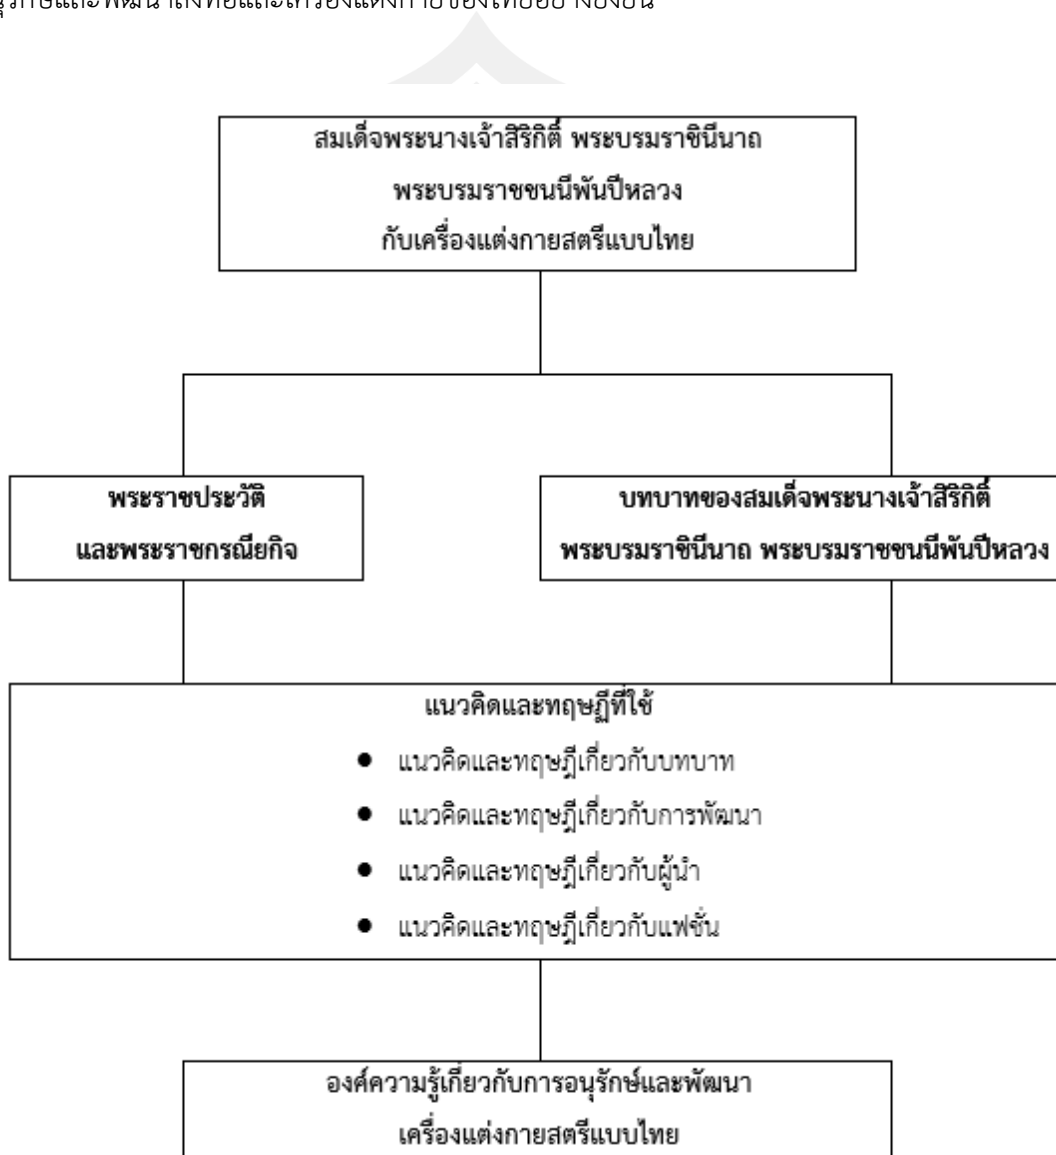 สมเด็จพระนางเจ้าสิริกิติ์ พระบรมราชินีนาถ
พระบรมราชชนนีพันปีหลวง
กับเครื่องแต่งกายสตรีแบบไทย
พระราชประวัติ
และพระราชกรณียกิจ
บทบาทของสมเด็จพระนางเจ้าสิริกิติ์
พระบรมราชินีนาถ พระบรมราชชนนีพันปีหลวง
แนวคิดและทฤษฎีที่ใช้
● แนวคิดและทฤษฎีเกี่ยวกับบทบาท
● แนวคิดและทฤษฎีเกี่ยวกับการพัฒนา
● แนวคิดและทฤษฎีเกี่ยวกับผู้นำ
● แนวคิดและทฤษฎีเกี่ยวกับแฟชั่น
องค์ความรู้เกี่ยวกับการอนุรักษ์และพัฒนา
เครื่องแต่งกายสตรีแบบไทย